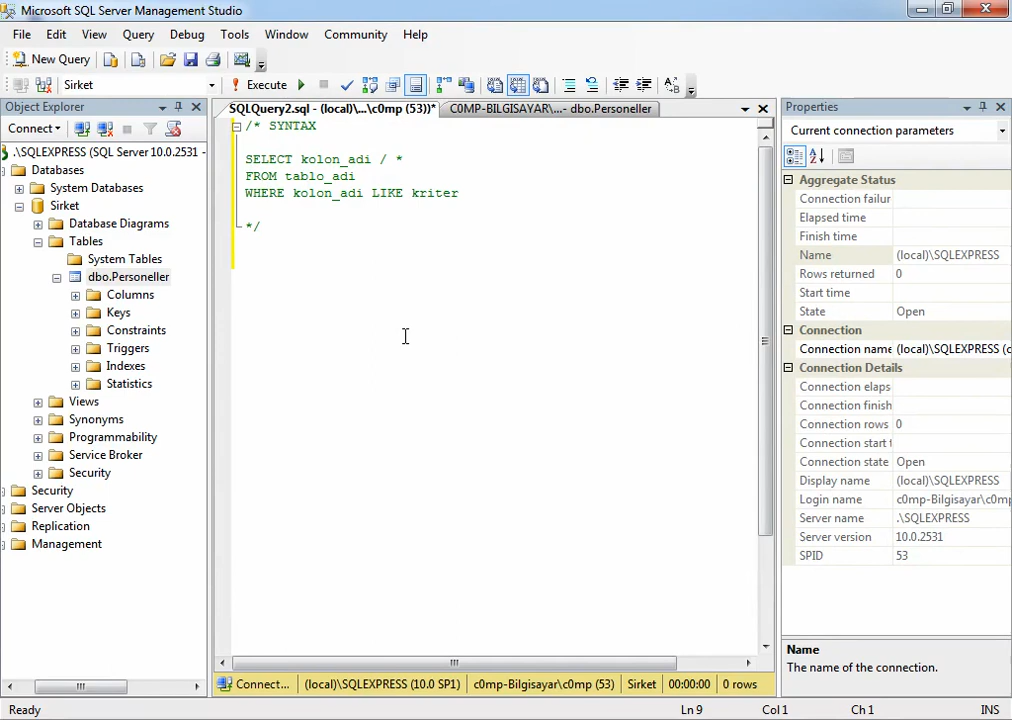 Microsoft SQL Server Management Studio
File Edit View Query Debug Tools Window Community Help
New Query
Sirket Execute
Object Explorer
Connect
.\SQLEXPRESS (SQL Server 10.0.2531 -
Databases
System Databases
Sirket
Database Diagrams
Tables
System Tables
dbo.Personeller
Columns
Keys
Constraints
Triggers
Indexes
Statistics
Views
Synonyms
Programmability
Service Broker
Security
Security
Server Objects
Replication
Management
SQLQuery2.sql - (local)\...\c0mp (53))* C0MP-BILGISAYAR\...- dbo.Personeller
/* SYNTAX
SELECT kolon_adi / *
FROM tablo_adi
WHERE kolon_adi LIKE kriter
*/
Connect... (local)\SQLEXPRESS (10.0 SP1) c0mp-Bilgisayar\c0mp (53) Sirket 00:00:00 0 rows
Properties
Current connection parameters
Aggregate Status
Connection failur
Elapsed time
Finish time
Name (local)\SQLEXPRESS
Rows returned 0
Start time
State Open
Connection
Connection name (local)\SQLEXPRESS (c
Connection Details
Connection elaps
Connection finish
Connection rows 0
Connection start t
Connection state Open
Display name (local)\SQLEXPRESS
Login name c0mp-Bilgisayar\c0mp
Server name .\SQLEXPRESS
Server version 10.0.2531
SPID 53
Name
The name of the connection.
Ready Ln 9 Col 1 Ch 1 INS